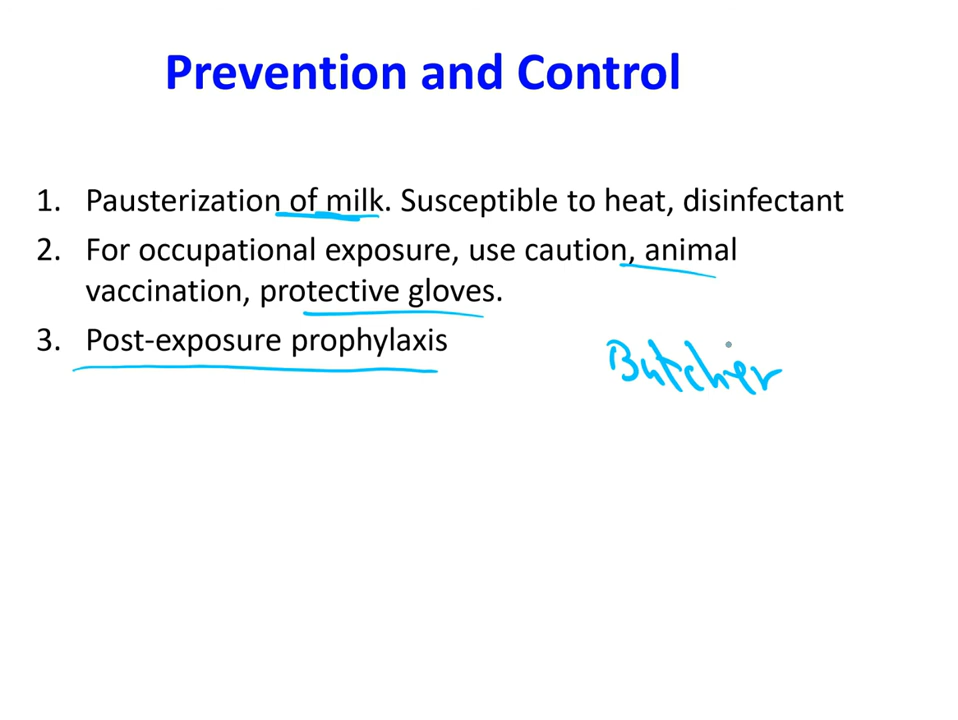 Prevention and Control
1. Pausterization of milk. Susceptible to heat, disinfectant
2. For occupational exposure, use caution, animal
vaccination, protective gloves.
3. Post-exposure prophylaxis
Butcher